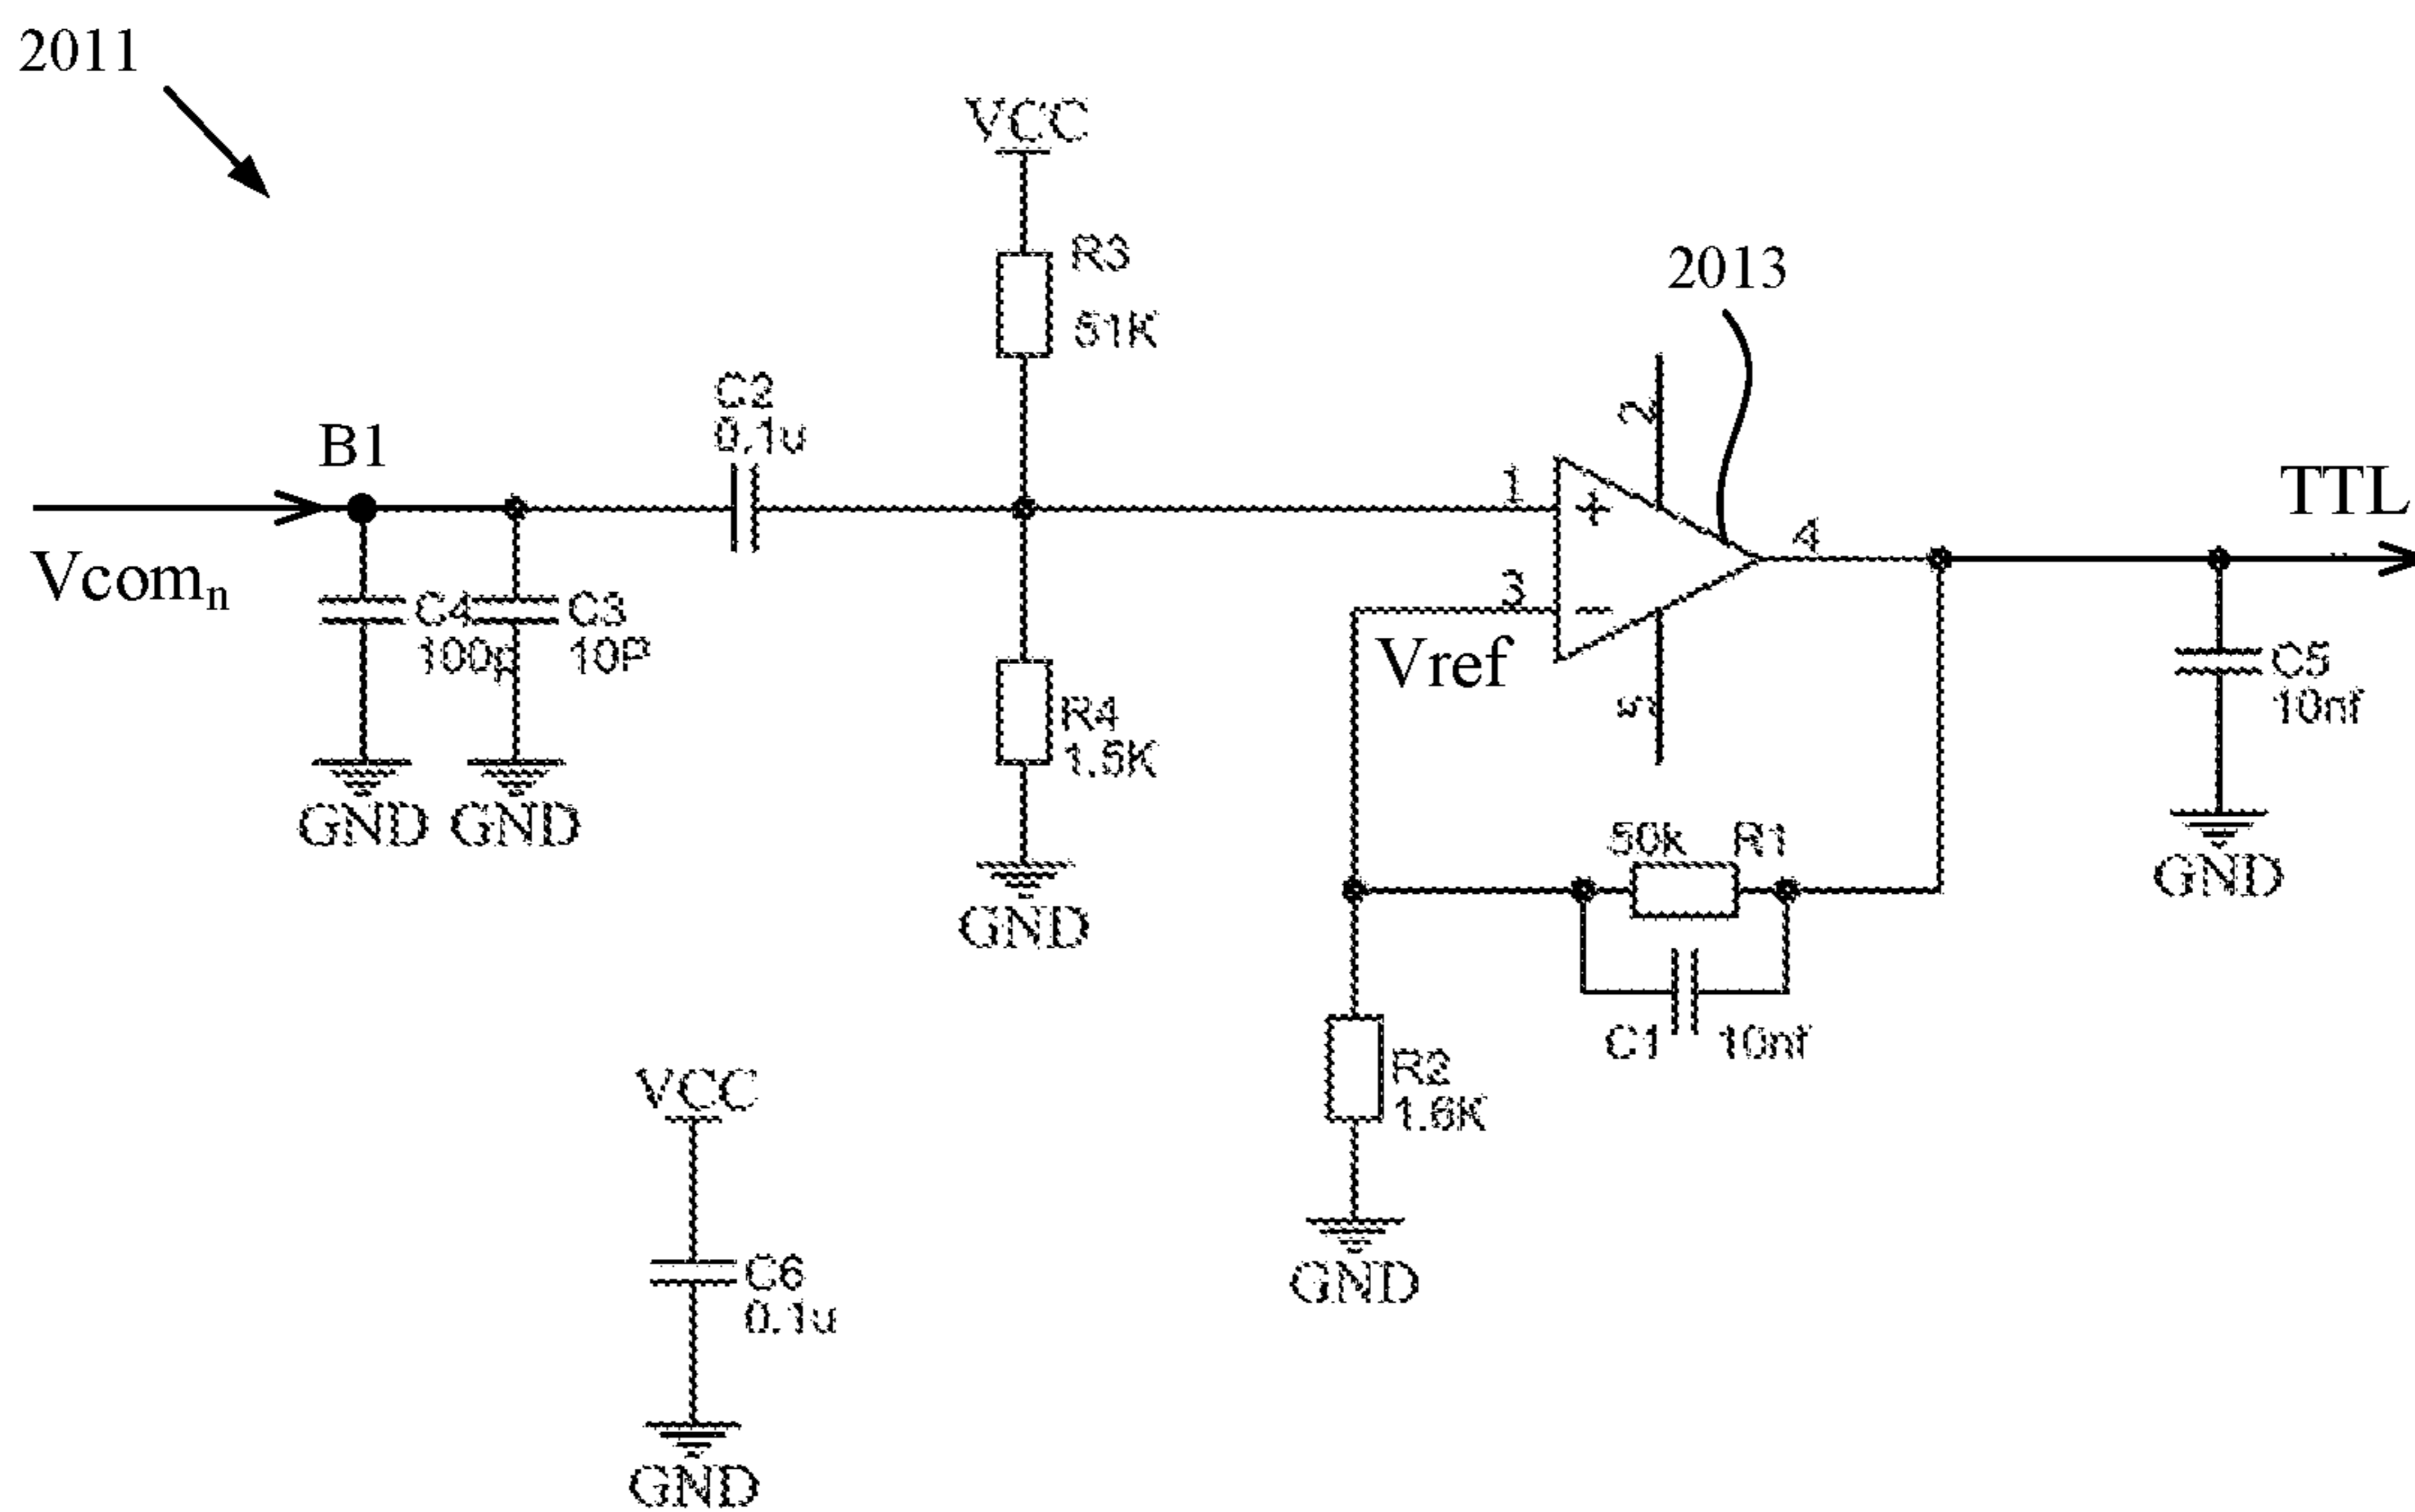 2011
VCC
R3
51K
2013
C2
0.1u
B1
2
1
+
4
TTL
Vcomn
C4
100p
C3
10P
3
−
Vref
5
R4
1.5K
C5
10nf
GND
GND
GND
GND
50k
R1
C1
10nf
R2
1.6K
VCC
GND
C6
0.1u
GND